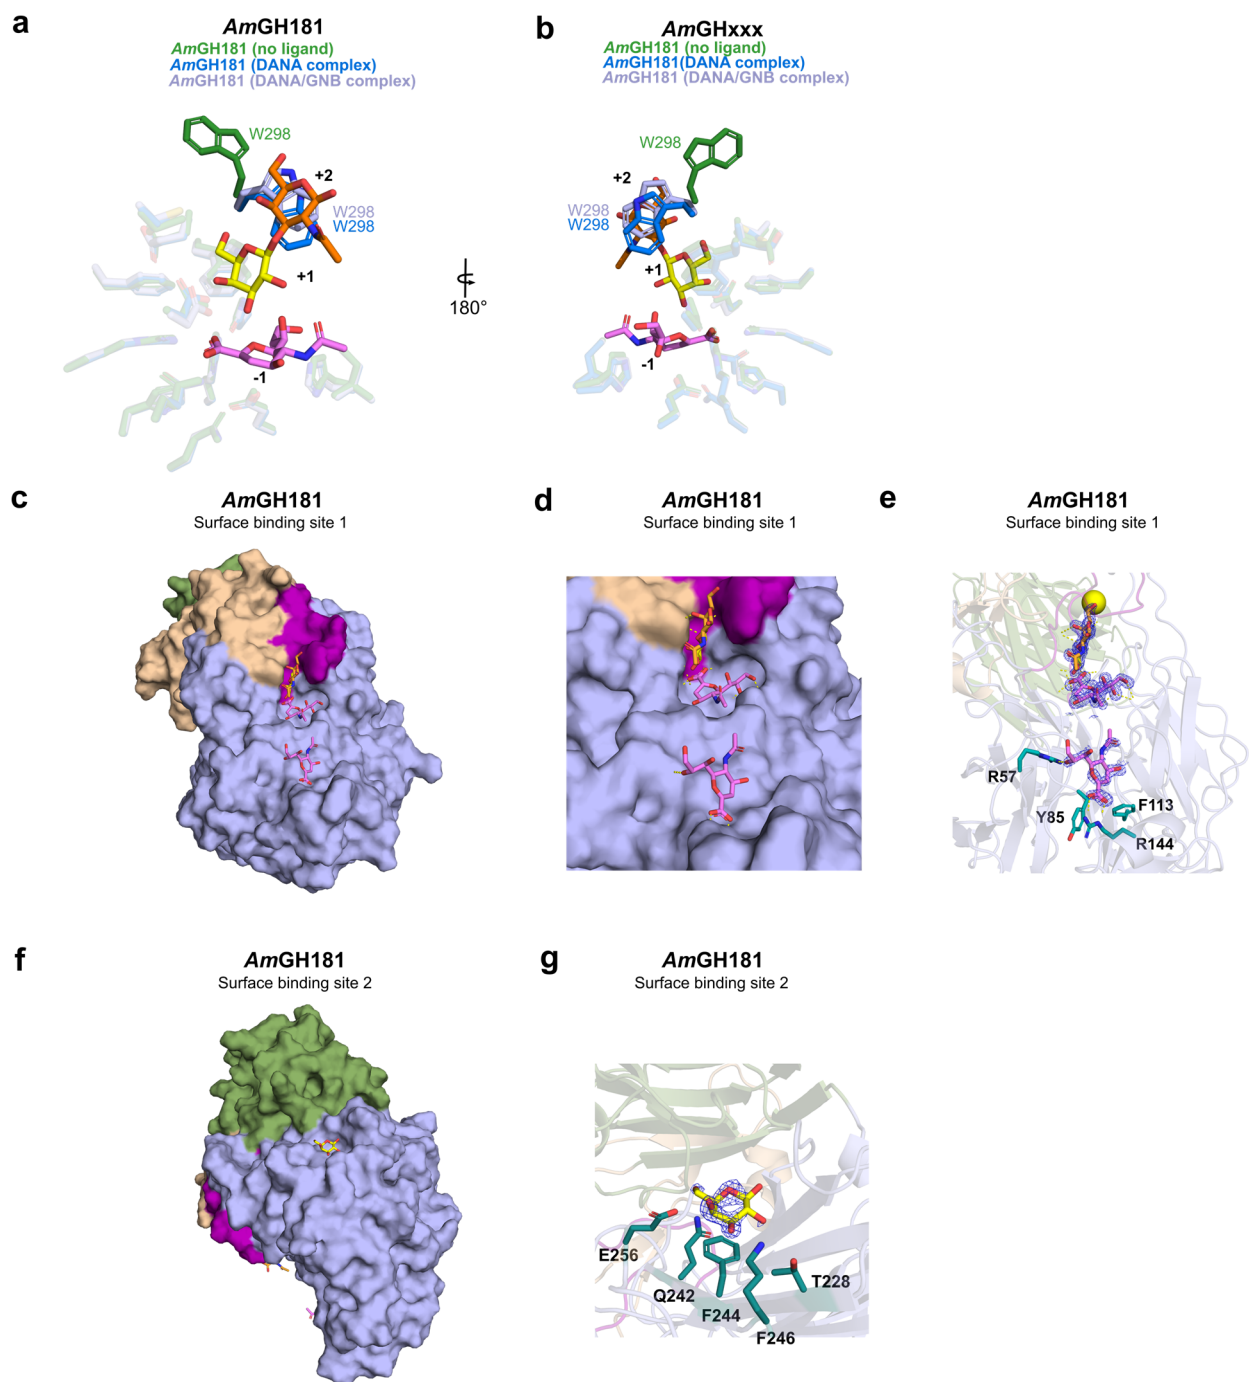 a
AmGH181
AmGH181 (no ligand)
AmGH181 (DANA complex)
AmGH181 (DANA/GNB complex)
W298
+2
W298
W298
+1
-1
180°
b
AmGHxxx
AmGH181 (no ligand)
AmGH181(DANA complex)
AmGH181 (DANA/GNB complex)
W298
+2
W298
W298
+1
-1
c
AmGH181
Surface binding site 1
d
AmGH181
Surface binding site 1
e
AmGH181
Surface binding site 1
R57
Y85
F113
R144
f
AmGH181
Surface binding site 2
g
AmGH181
Surface binding site 2
E256
Q242
F244
F246
T228